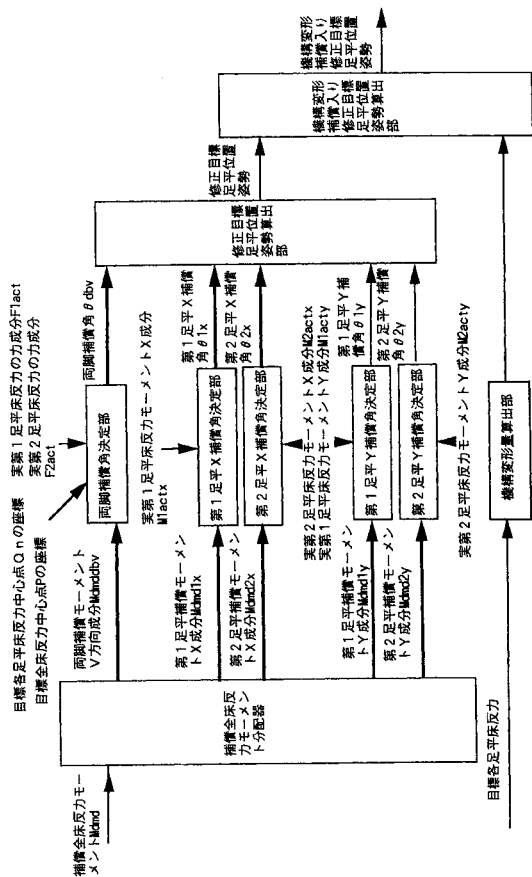 目標各足平床反力中心点Qnの座標
目標全床反力中心点Pの座標
実第1足平床反力の力成分F1act
実第2足平床反力の力成分
F2act
補償全床反力モー
メントMdmd
補償全床反力モーメ
ント分配器
両脚補償モーメント
V方向成分Mdmddbv
両脚補償角決定部
両脚補償角θdbv
実第1足平床反力モーメントX成分
M1actx
第1足平補償モーメン
トX成分Mdmd1x
第1足平X補償角決定部
第1足平X補償
角θ1x
第2足平補償モーメン
トX成分Mdmd2x
第2足平X補償角決定部
第2足平X補償
角θ2x
実第2足平床反力モーメントX成分M2actx
実第1足平床反力モーメントY成分M1acty
第1足平補償モーメン
トY成分Mdmd1y
第1足平Y補償角決定部
第1足平Y補
償角θ1y
第2足平補償モーメン
トY成分Mdmd2y
第2足平Y補償角決定部
第2足平Y補償
角θ2y
実第2足平床反力モーメントY成分M2acty
修正目標
足平位置
姿勢算出
部
修正目標
足平位置
姿勢
目標各足平床反力
機構変形量算出部
機構変形
補償入り
修正目標
足平位置
姿勢算出
部
機構変形
補償入り
修正目標
足平位置
姿勢